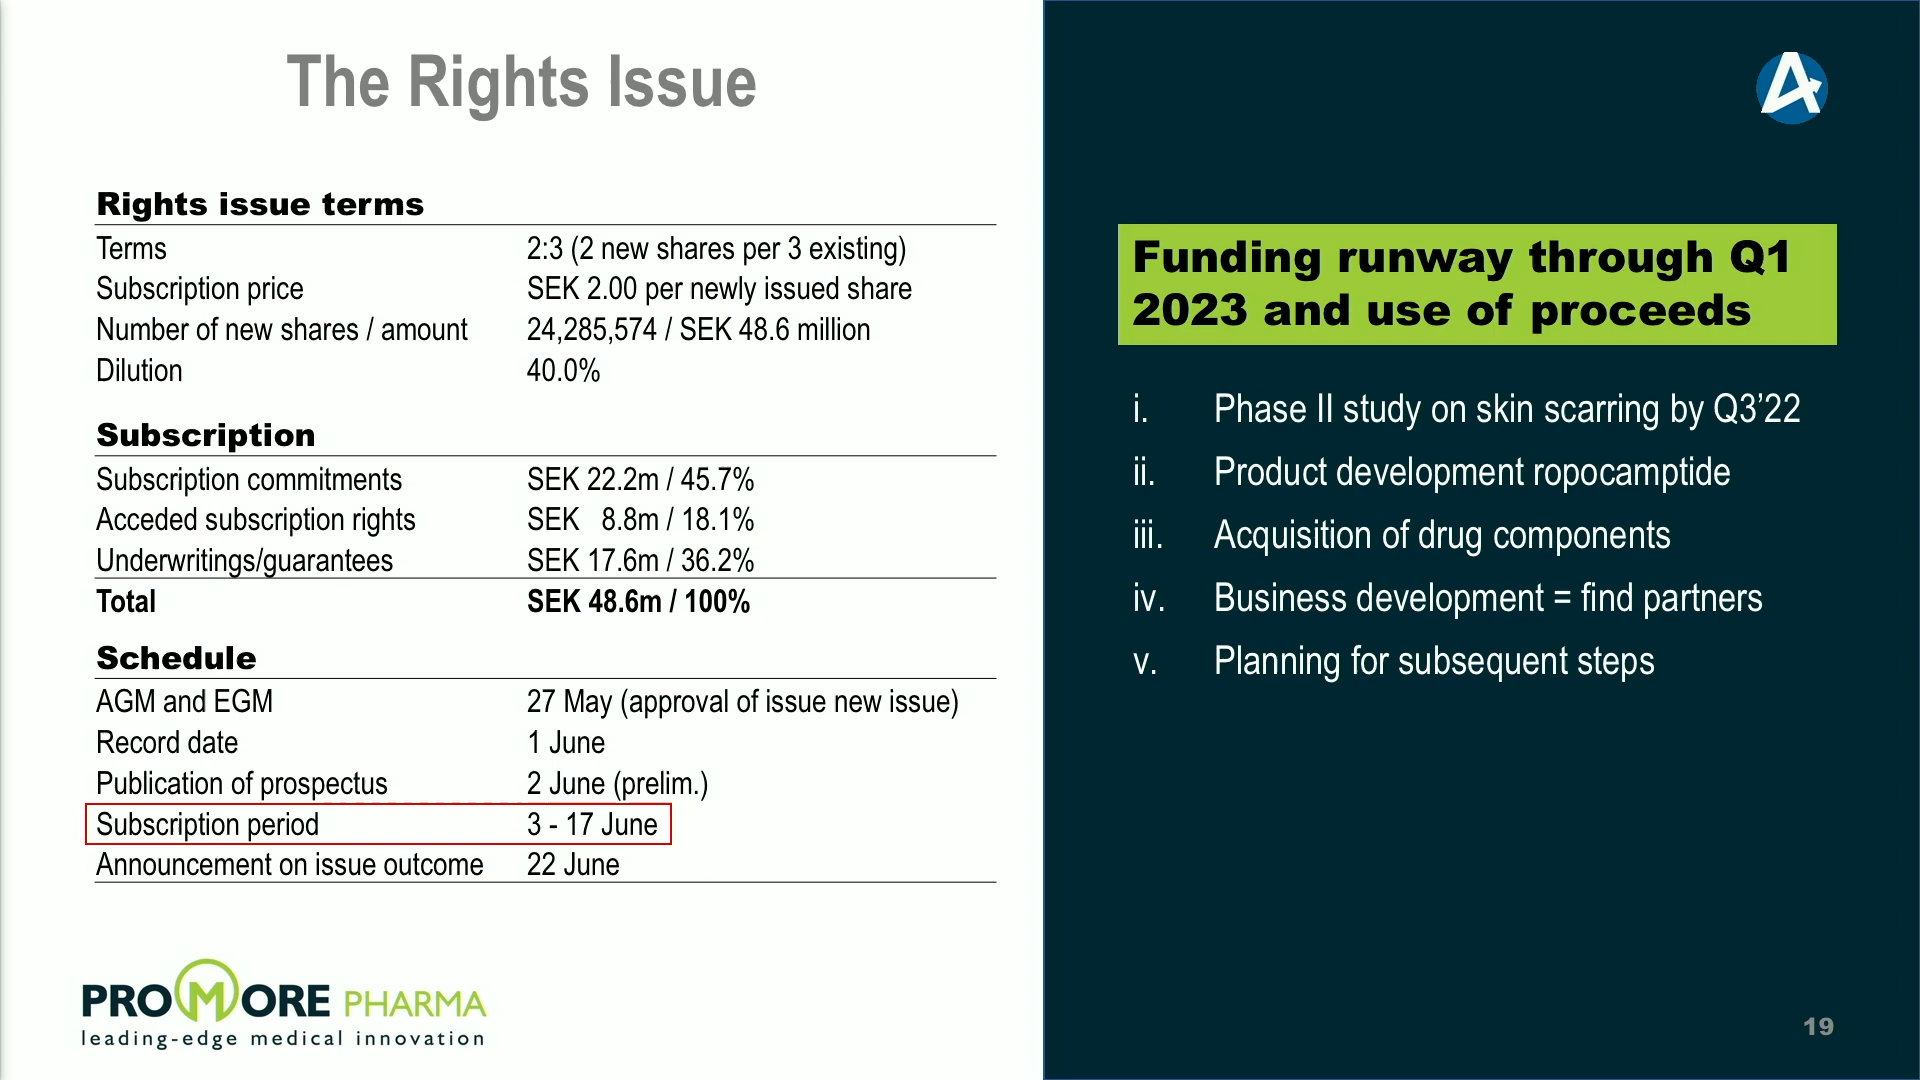 The Rights Issue
Rights issue terms
Terms 2:3 (2 new shares per 3 existing)
Subscription price SEK 2.00 per newly issued share
Number of new shares / amount 24,285,574 / SEK 48.6 million
Dilution 40.0%
Subscription
Subscription commitments SEK 22.2m / 45.7%
Acceded subscription rights SEK 8.8m / 18.1%
Underwritings/guarantees SEK 17.6m / 36.2%
Total SEK 48.6m / 100%
Schedule
AGM and EGM 27 May (approval of issue new issue)
Record date 1 June
Publication of prospectus 2 June (prelim.)
Subscription period 3 - 17 June
Announcement on issue outcome 22 June
PROMORE PHARMA
leading-edge medical innovation
Funding runway through Q1
2023 and use of proceeds
i. Phase II study on skin scarring by Q3’22
ii. Product development ropocamptide
iii. Acquisition of drug components
iv. Business development = find partners
v. Planning for subsequent steps
19